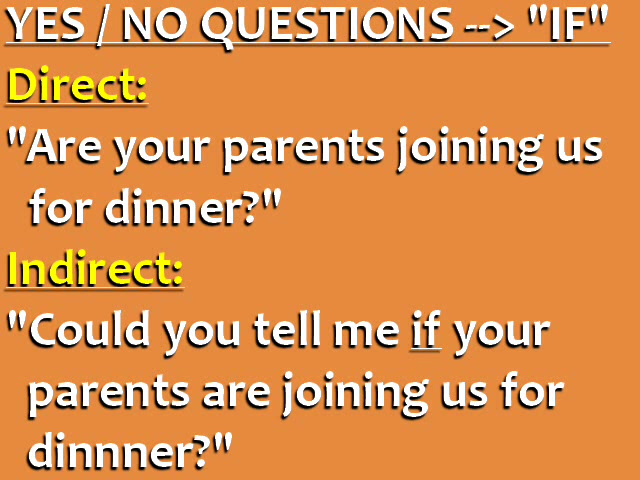 YES / NO QUESTIONS --> "IF"
Direct:
"Are your parents joining us
for dinner?"
Indirect:
"Could you tell me if your
parents are joining us for
dinnner?"